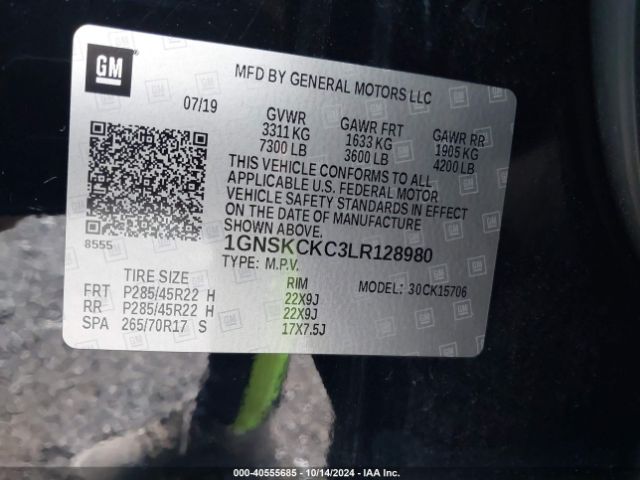 GM
MFD BY GENERAL MOTORS LLC
07/19
GVWR GAWR FRT GAWR RR
3311 KG 1633 KG 1905 KG
7300 LB 3600 LB 4200 LB
THIS VEHICLE CONFORMS TO ALL
APPLICABLE U.S. FEDERAL MOTOR
VEHICLE SAFETY STANDARDS IN EFFECT
ON THE DATE OF MANUFACTURE
SHOWN ABOVE.
8555
1GNSKCKC3LR128980
TYPE: M.P.V.
MODEL: 30CK15706
TIRE SIZE RIM
FRT P285/45R22 H 22X9J
RR P285/45R22 H 22X9J
SPA 265/70R17 S 17X7.5J
000-40555685 - 10/14/2024 - IAA Inc.